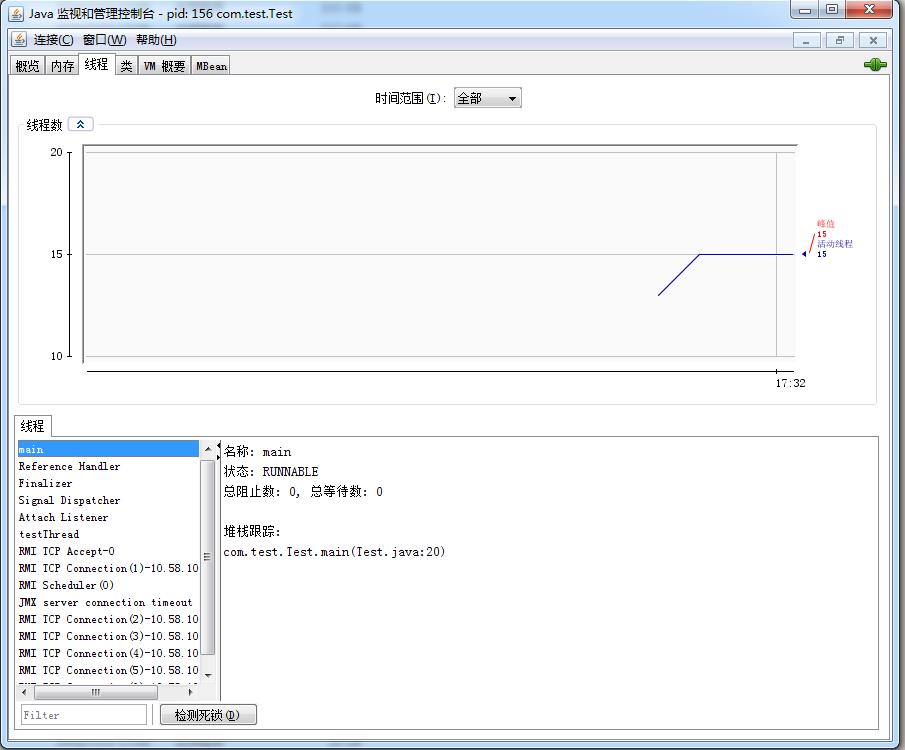 Java 监视和管理控制台 - pid: 156 com.test.Test
连接(C) 窗口(W) 帮助(H)
概览 内存 线程 类 VM 概要 MBean
时间范围(I): 全部
线程数
20
15
10
峰值
15
活动线程
15
17:32
线程
main
Reference Handler
Finalizer
Signal Dispatcher
Attach Listener
testThread
RMI TCP Accept-0
RMI TCP Connection(1)-10.58.10
RMI Scheduler(0)
JMX server connection timeout
RMI TCP Connection(2)-10.58.10
RMI TCP Connection(3)-10.58.10
RMI TCP Connection(4)-10.58.10
RMI TCP Connection(5)-10.58.10
名称: main
状态: RUNNABLE
总阻止数: 0, 总等待数: 0
堆栈跟踪:
com.test.Test.main(Test.java:20)
Filter
检测死锁(D)